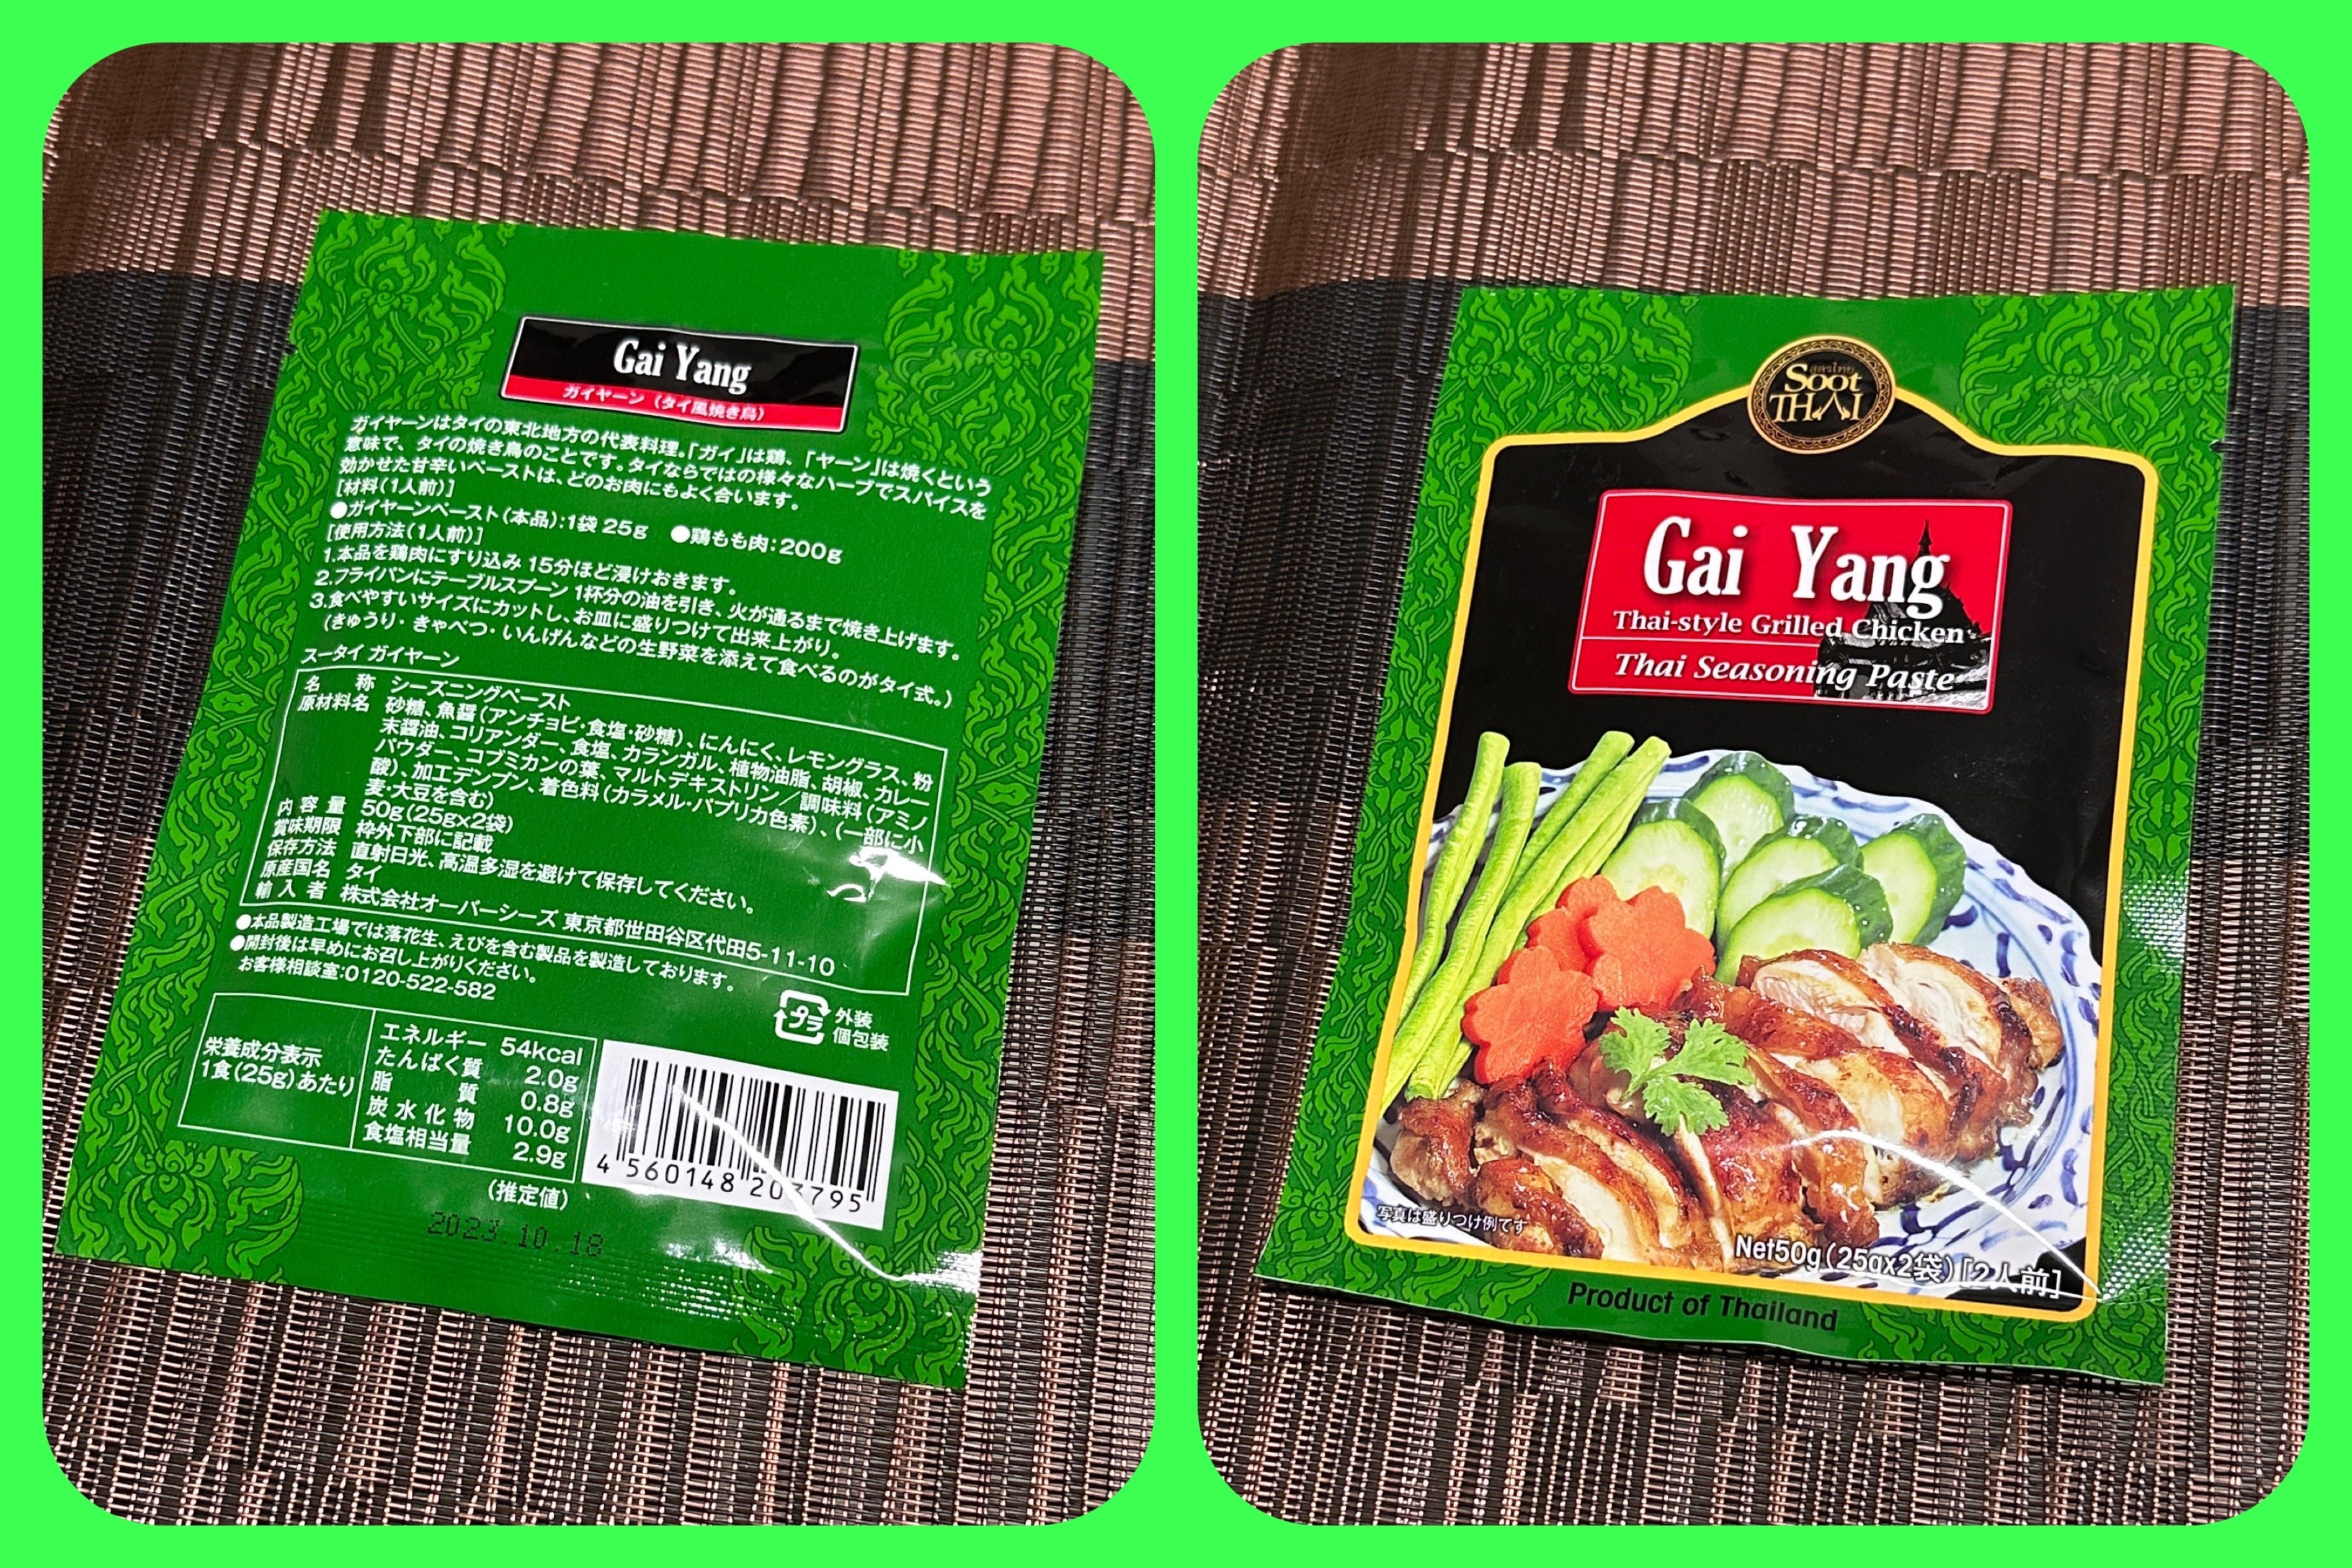 Gai Yang
ガイヤーン（タイ風焼き鳥）
ガイヤーンはタイの東北地方の代表料理。「ガイ」は鶏、「ヤーン」は焼くという
意味で、タイの焼き鳥のことです。タイならではの様々なハーブでスパイスを
効かせた甘辛いペーストは、どのお肉にもよく合います。
[材料（1人前）]
●ガイヤーンペースト（本品）：1袋 25g ●鶏もも肉：200g
[使用方法（1人前）]
1.本品を鶏肉にすり込み 15分ほど浸けおきます。
2.フライパンにテーブルスプーン 1杯分の油を引き、火が通るまで焼き上げます。
3.食べやすいサイズにカットし、お皿に盛りつけて出来上がり。
（きゅうり・きゃべつ・いんげんなどの生野菜を添えて食べるのがタイ式。）
スータイ ガイヤーン
名称 シーズニングペースト
原材料名 砂糖、魚醤（アンチョビ・食塩・砂糖）、にんにく、レモングラス、粉
末醤油、コリアンダー、食塩、カランガル、植物油脂、胡椒、カレー
パウダー、コブミカンの葉、マルトデキストリン／調味料（アミノ
酸）、加工デンプン、着色料（カラメル・パプリカ色素）、（一部に小
麦・大豆を含む）
内容量 50g（25g×2袋）
賞味期限 枠外下部に記載
保存方法 直射日光、高温多湿を避けて保存してください。
原産国名 タイ
輸入者 株式会社オーバーシーズ 東京都世田谷区代田5-11-10
●本品製造工場では落花生、えびを含む製品を製造しております。
●開封後は早めにお召し上がりください。
お客様相談室：0120-522-582
プラ
外装
個包装
栄養成分表示
1食（25g）あたり
エネルギー 54kcal
たんぱく質 2.0g
脂質 0.8g
炭水化物 10.0g
食塩相当量 2.9g
（推定値）
4 560148 203795
2023.10.18
สูตรไทย
Soot
THAI
Gai Yang
Thai-style Grilled Chicken
Thai Seasoning Paste
写真は盛りつけ例です
Net50g（25g×2袋）[2人前]
Product of Thailand